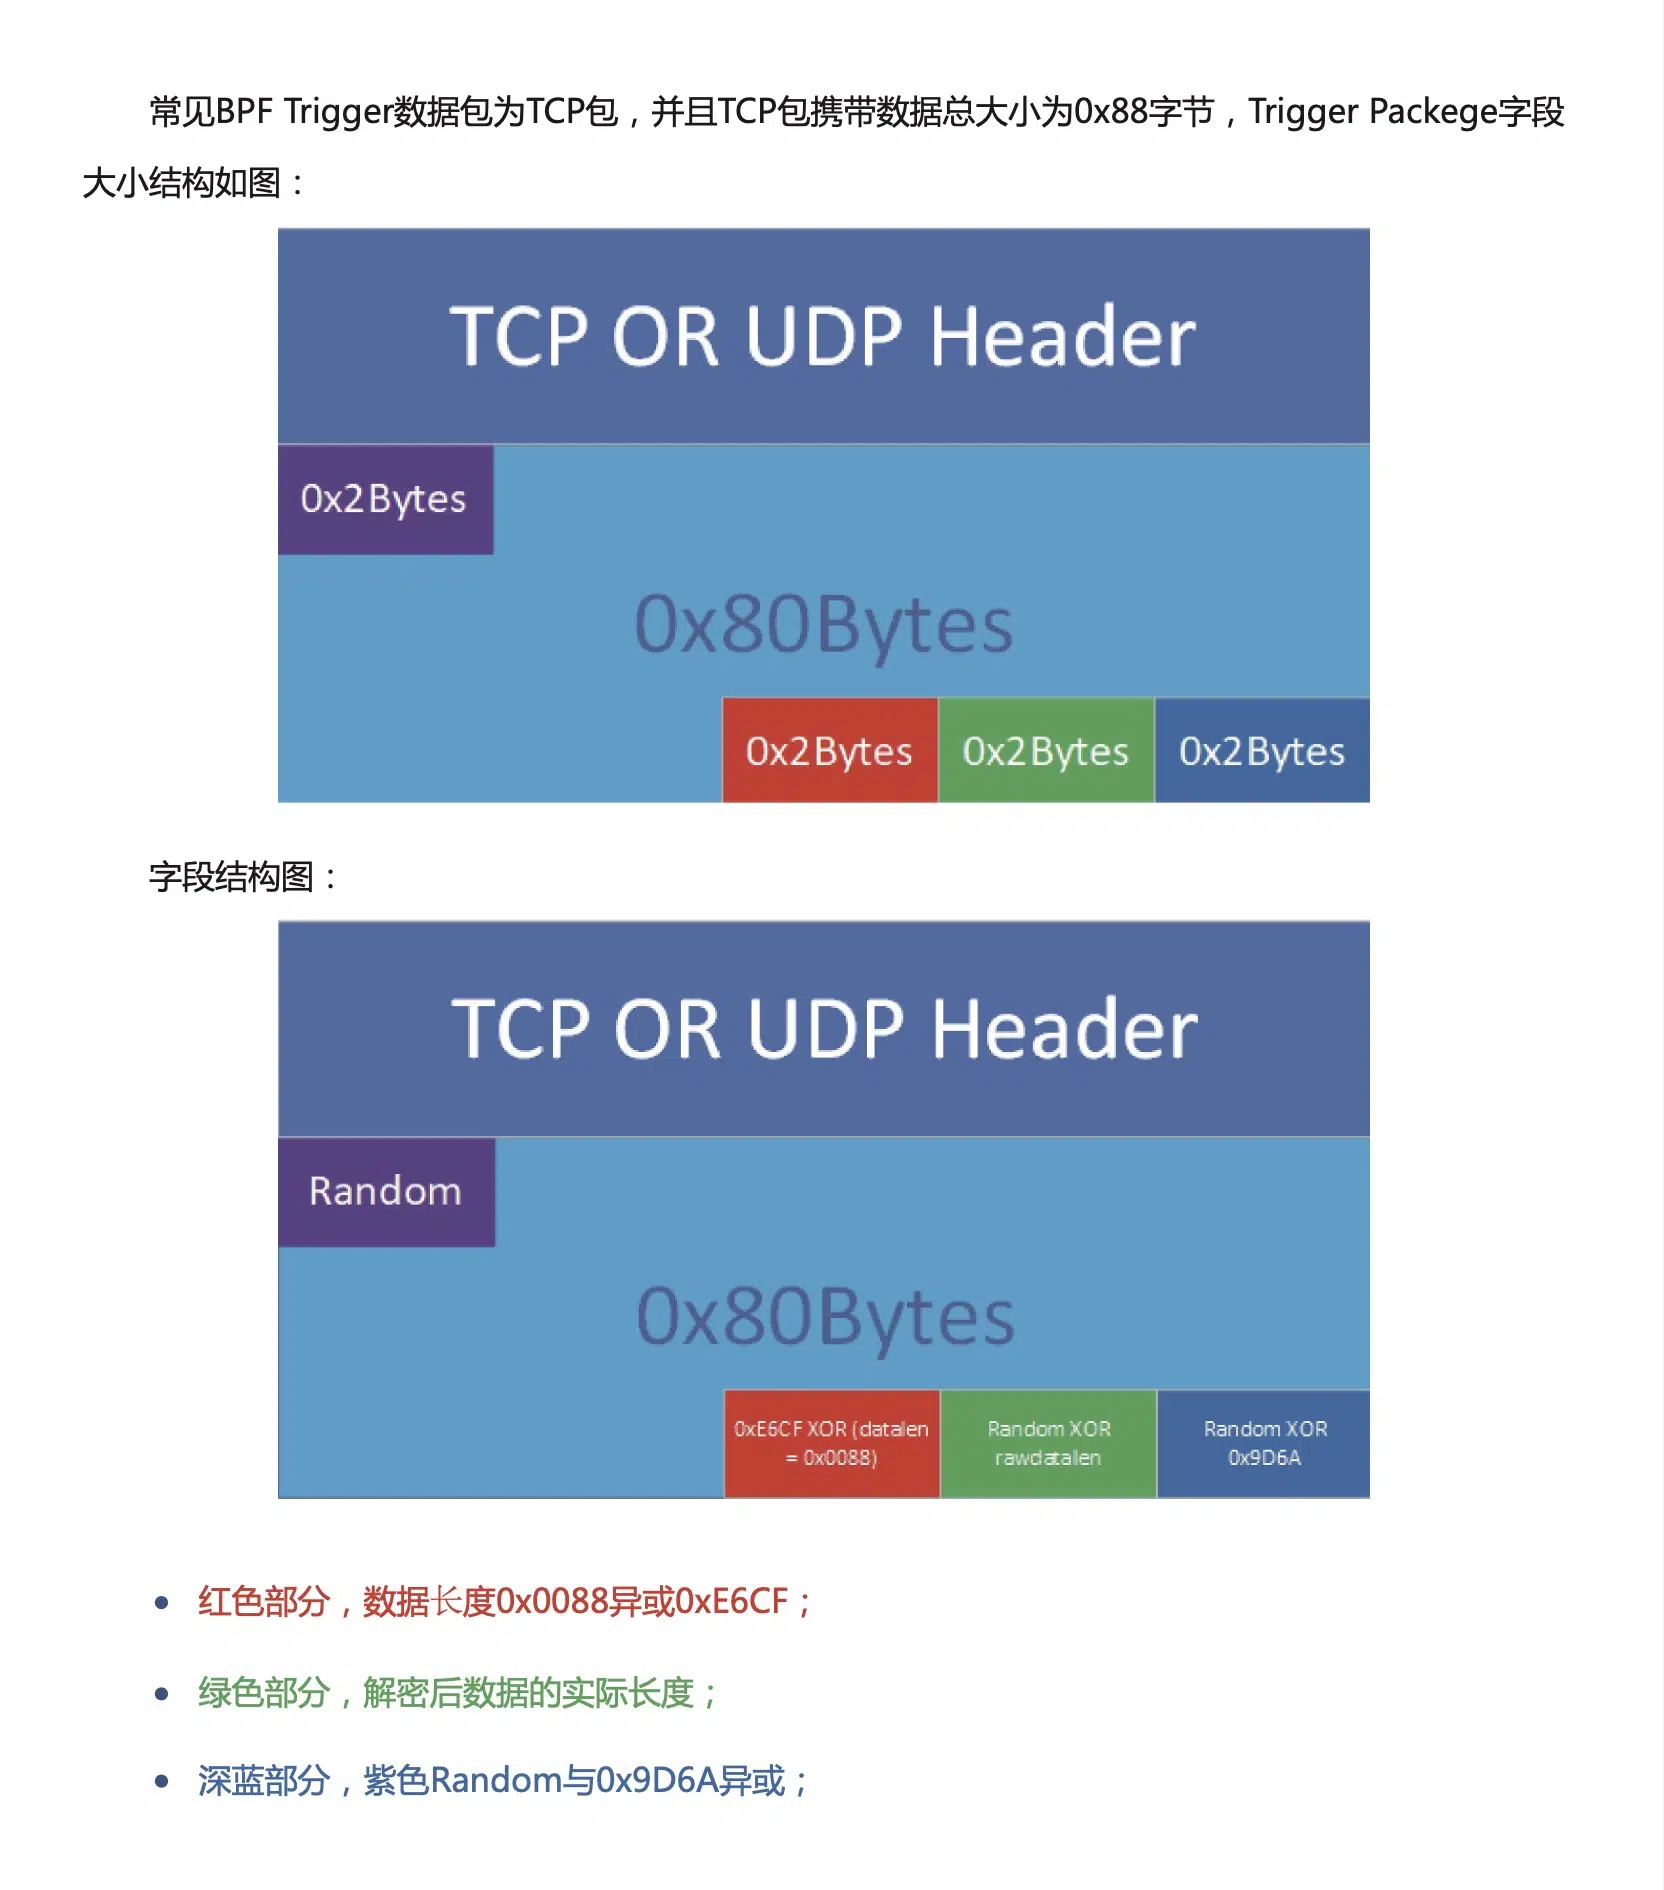 常见BPF Trigger数据包为TCP包，并且TCP包携带数据总大小为0x88字节，Trigger Packege字段
大小结构如图：
TCP OR UDP Header
0x2Bytes
0x80Bytes
0x2Bytes
0x2Bytes
0x2Bytes
字段结构图：
TCP OR UDP Header
Random
0x80Bytes
0xE6CF XOR (datalen
= 0x0088)
Random XOR
rawdatalen
Random XOR
0x9D6A
• 红色部分，数据长度0x0088异或0xE6CF；
• 绿色部分，解密后数据的实际长度；
• 深蓝部分，紫色Random与0x9D6A异或；